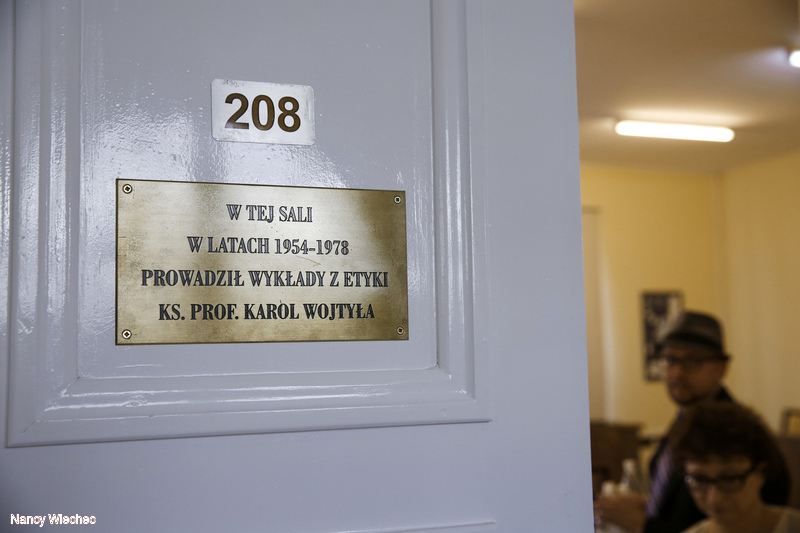 208
W TEJ SALI
W LATACH 1954-1978
PROWADZIŁ WYKŁADY Z ETYKI
KS. PROF. KAROL WOJTYŁA
Nancy Wiechec